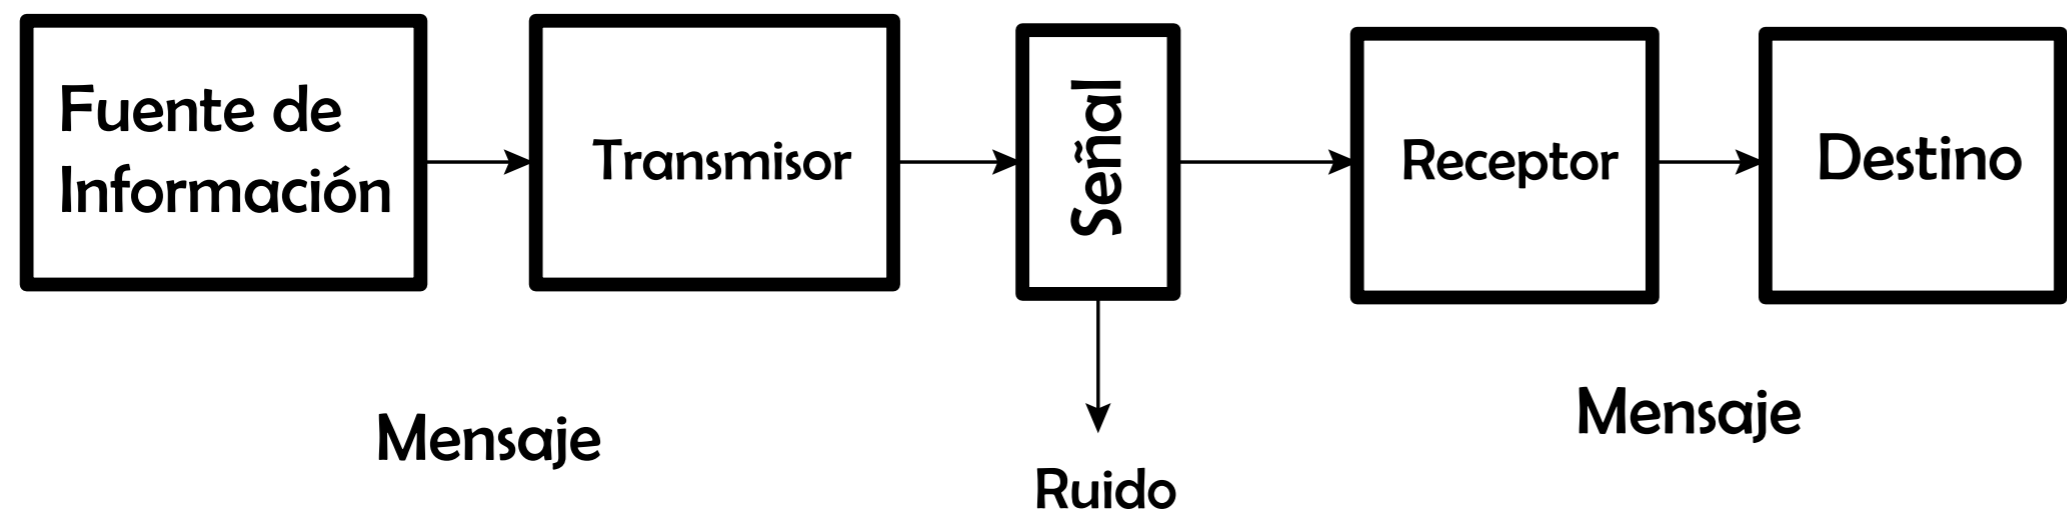 Fuente de
Información
Transmisor
Señal
Receptor
Destino
Mensaje
Ruido
Mensaje